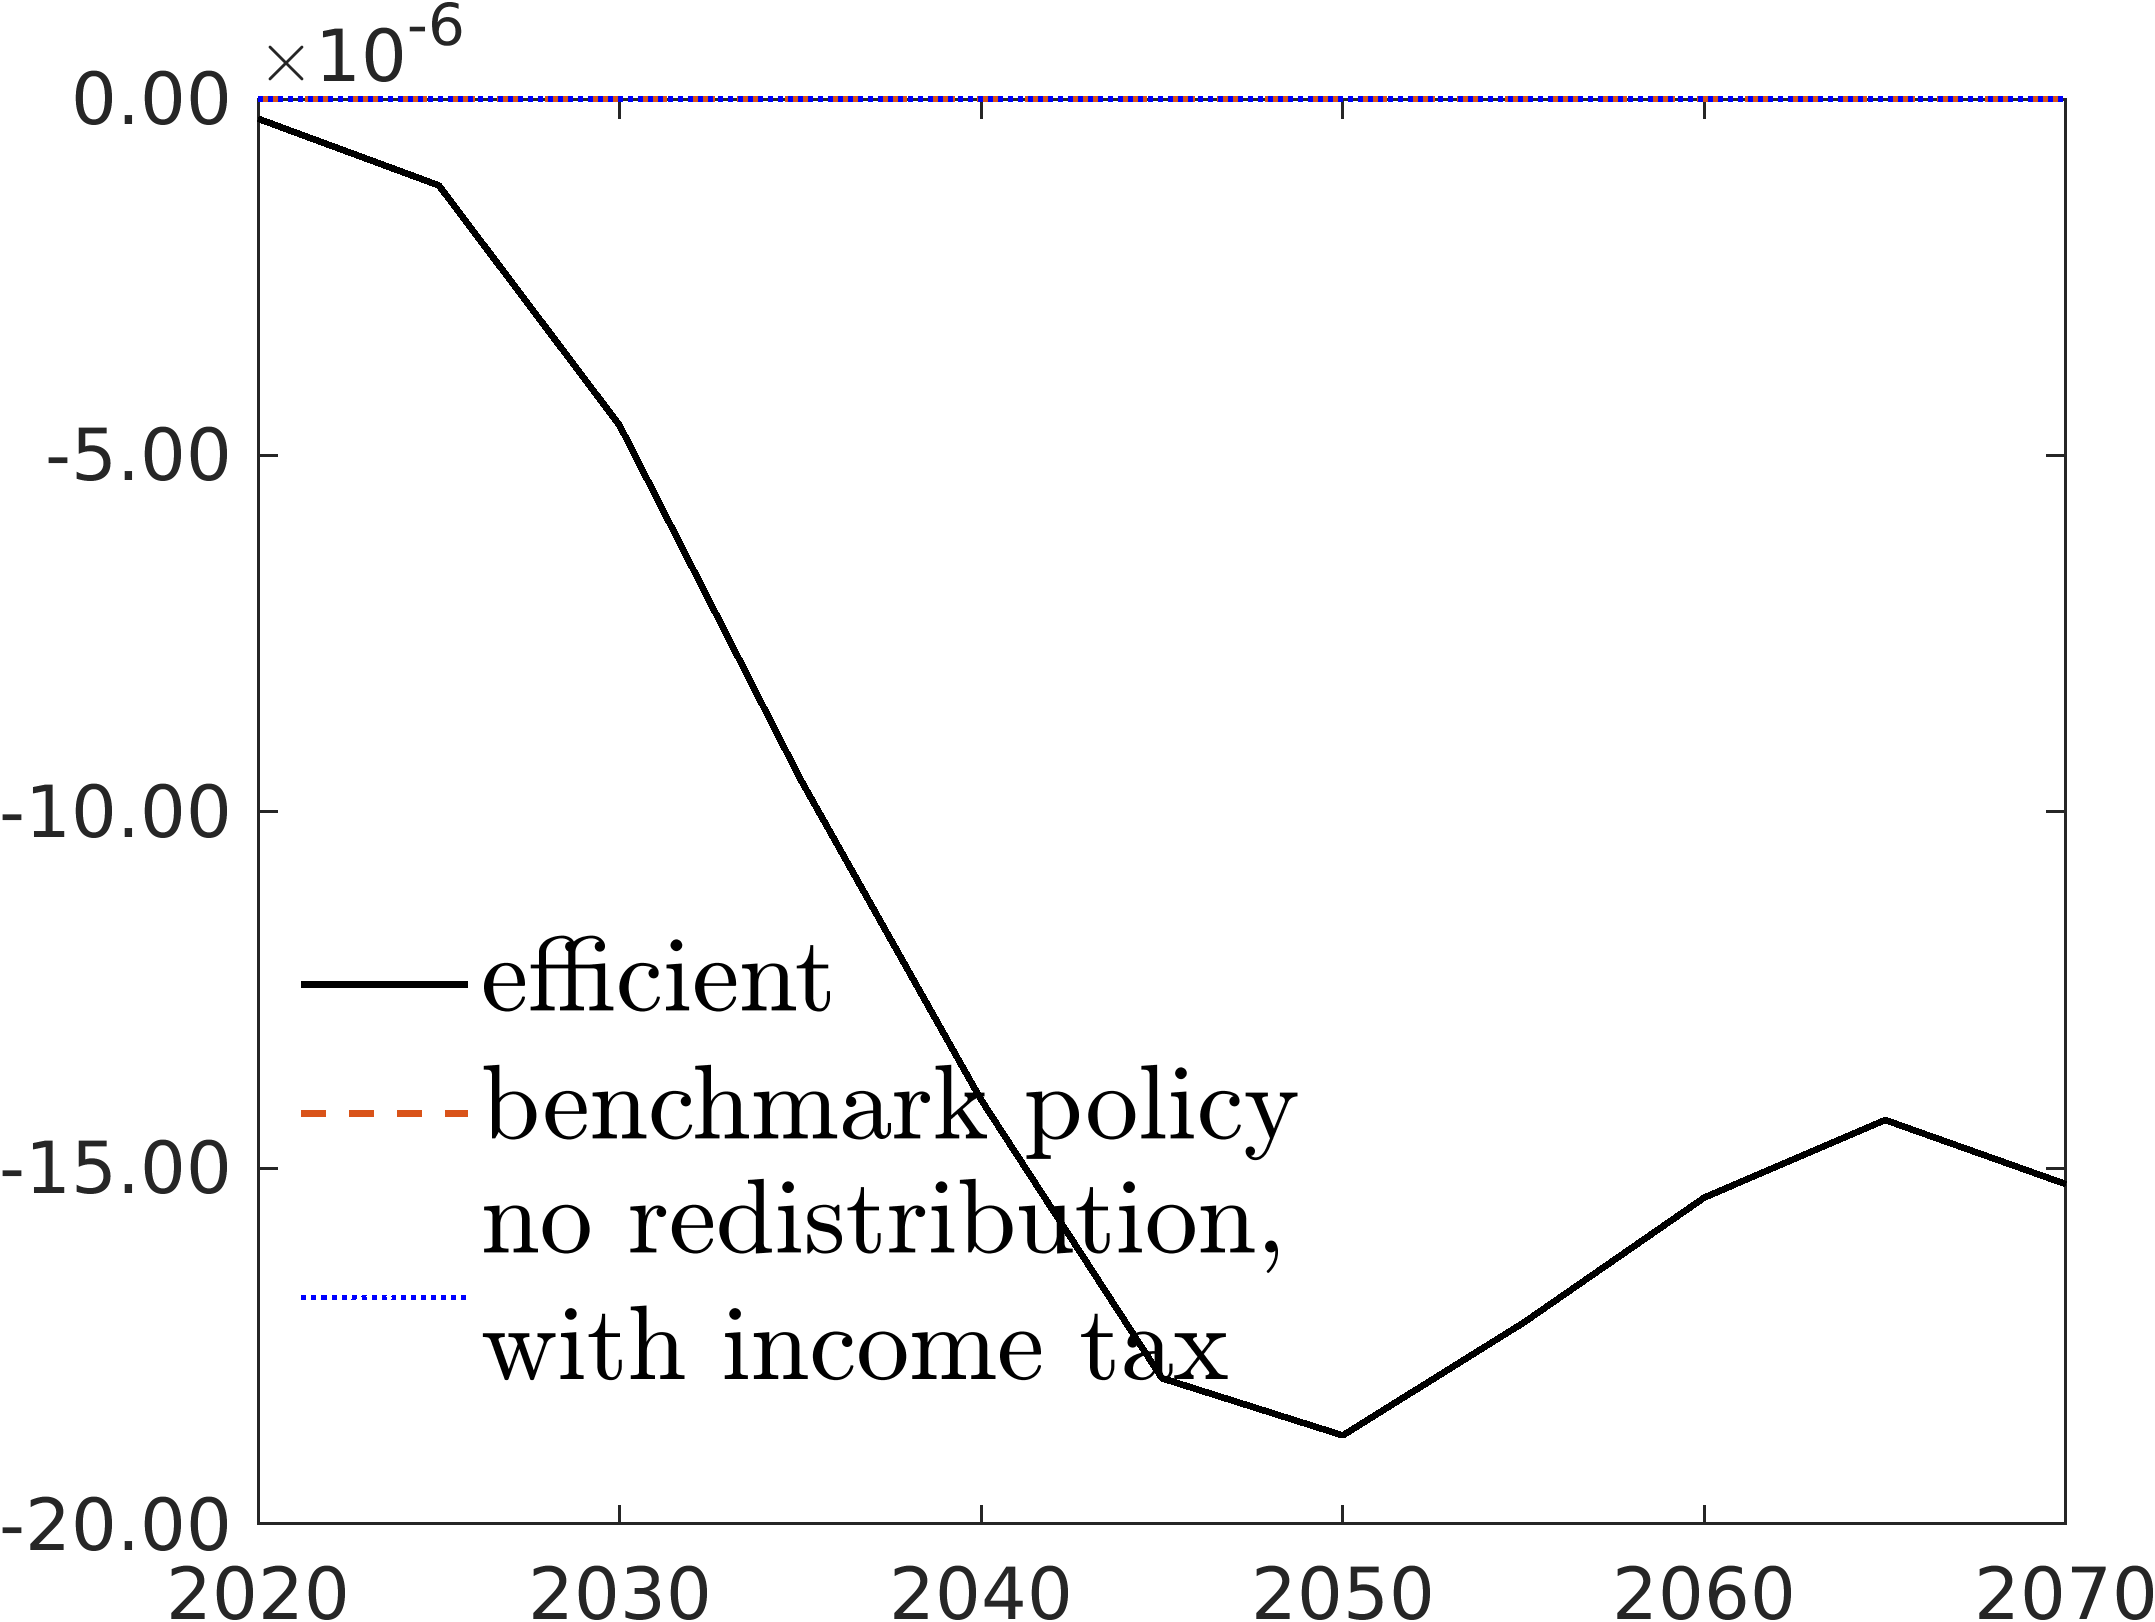 ×10-6
0.00
-5.00
-10.00
-15.00
-20.00
efficient
benchmark policy
no redistribution,
with income tax
2020 2030 2040 2050 2060 2070